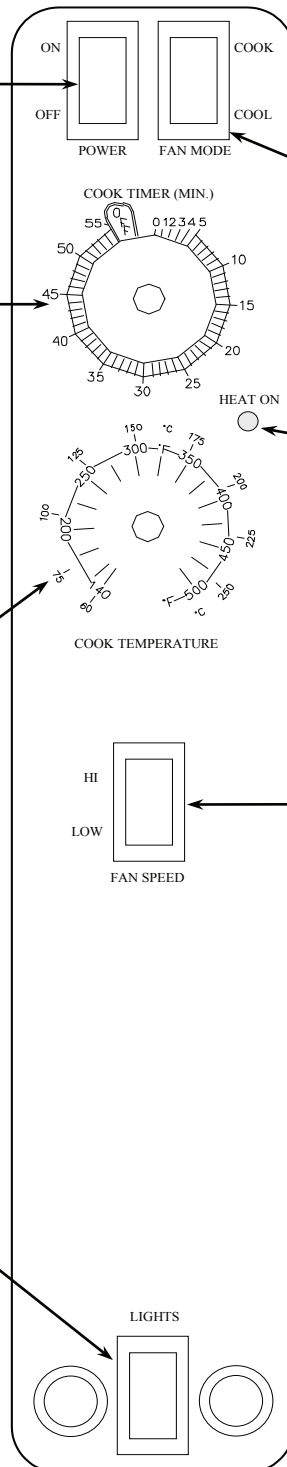 ON
COOK
OFF
COOL
POWER
FAN MODE
COOK TIMER (MIN.)
OFF
0 1 2 3 4 5
10
15
20
25
30
35
40
45
50
55
HEAT ON
60
75
100
125
150
°C
175
200
225
250
°C
140
200
250
300
°F
350
400
450
500
°F
COOK TEMPERATURE
HI
LOW
FAN SPEED
LIGHTS